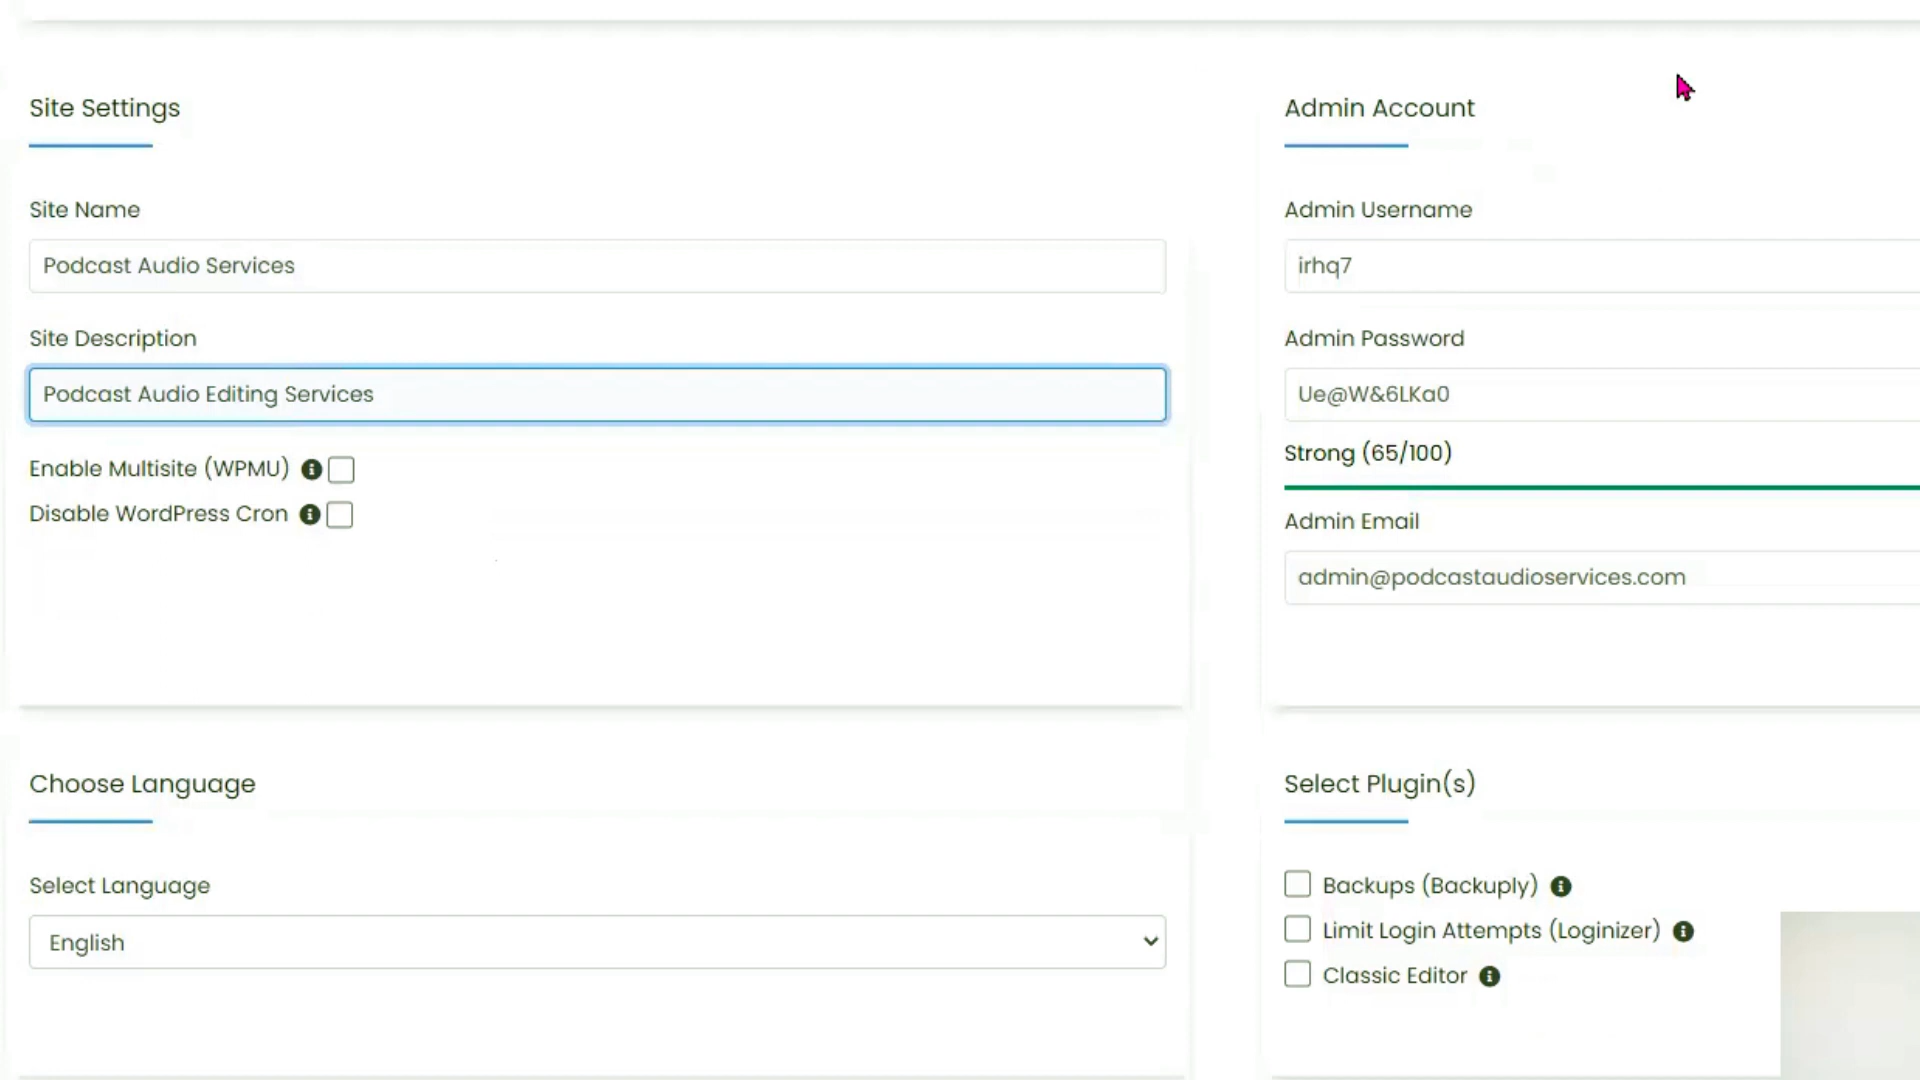 Site Settings
Site Name
Podcast Audio Services
Site Description
Podcast Audio Editing Services
Enable Multisite (WPMU)
Disable WordPress Cron
Admin Account
Admin Username
irhq7
Admin Password
Ue@W&6LKa0
Strong (65/100)
Admin Email
admin@podcastaudioservices.com
Choose Language
Select Language
English
Select Plugin(s)
Backups (Backuply)
Limit Login Attempts (Loginizer)
Classic Editor